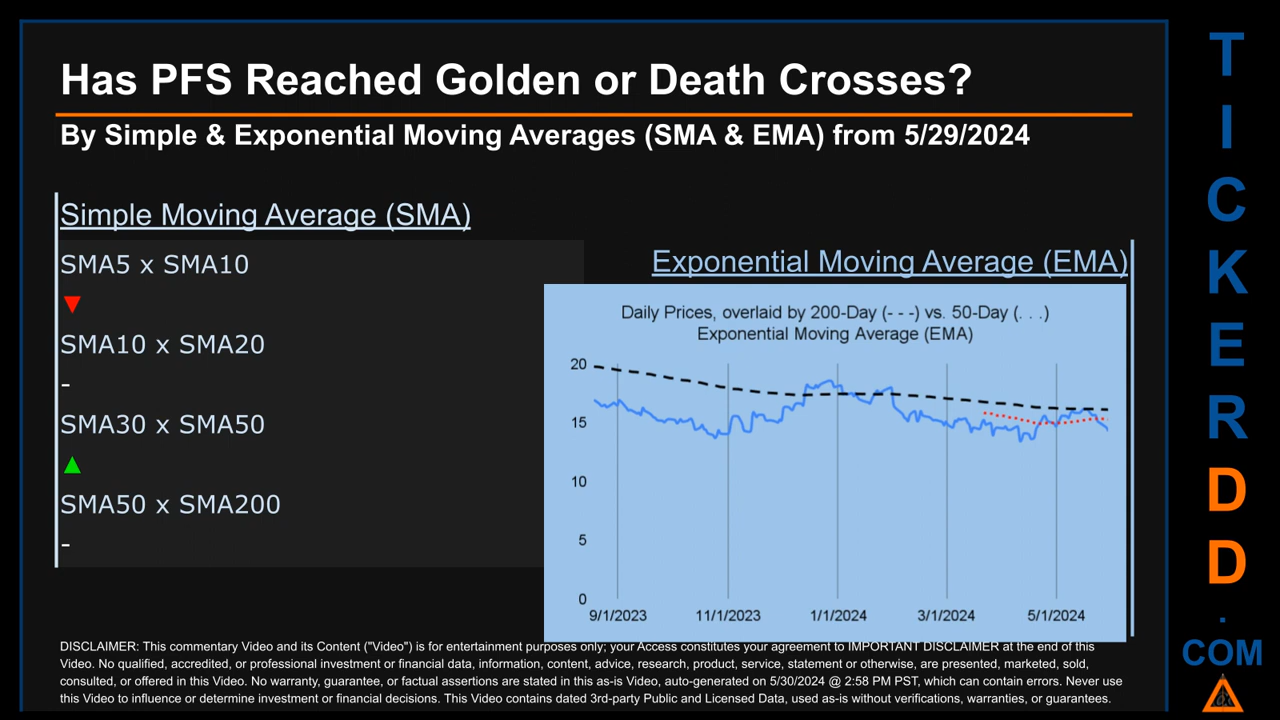 Has PFS Reached Golden or Death Crosses?
By Simple & Exponential Moving Averages (SMA & EMA) from 5/29/2024
Simple Moving Average (SMA)
SMA5 x SMA10
▼
SMA10 x SMA20
-
SMA30 x SMA50
▲
SMA50 x SMA200
-
Exponential Moving Average (EMA)
Daily Prices, overlaid by 200-Day (- - -) vs. 50-Day (. . .)
Exponential Moving Average (EMA)
20
15
10
5
0
9/1/2023 11/1/2023 1/1/2024 3/1/2024 5/1/2024
DISCLAIMER: This commentary Video and its Content ("Video") is for entertainment purposes only; your Access constitutes your agreement to IMPORTANT DISCLAIMER at the end of this
Video. No qualified, accredited, or professional investment or financial data, information, content, advice, research, product, service, statement or otherwise, are presented, marketed, sold,
consulted, or offered in this Video. No warranty, guarantee, or factual assertions are stated in this as-is Video, auto-generated on 5/30/2024 @ 2:58 PM PST, which can contain errors. Never use
this Video to influence or determine investment or financial decisions. This Video contains dated 3rd-party Public and Licensed Data, used as-is without verifications, warranties, or guarantees.
T
I
C
K
E
R
D
D
.
COM